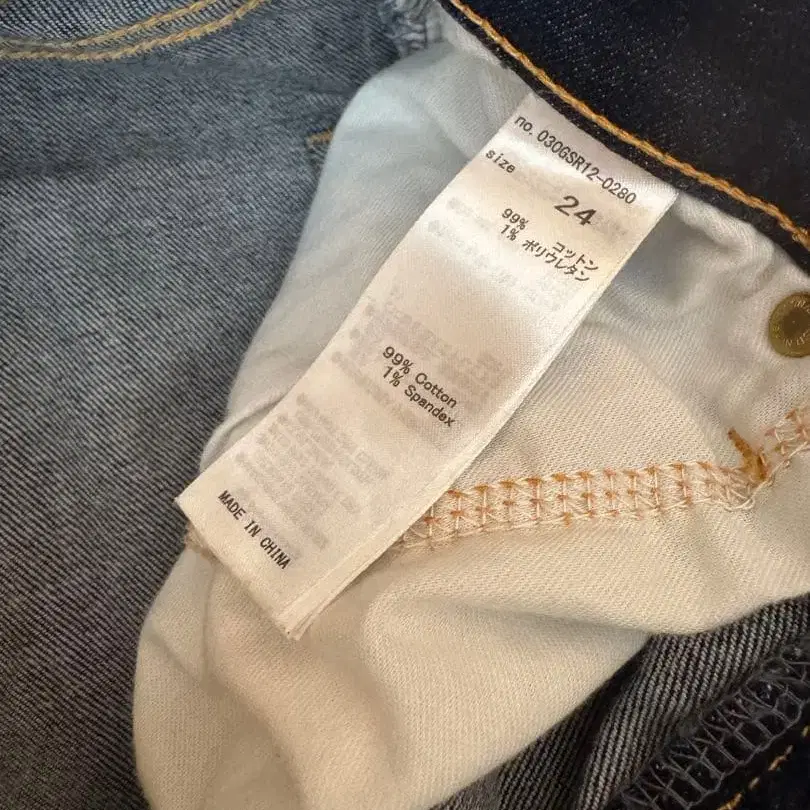 no. 030GSR12-0280
size
24
99% コットン
1% ポリウレタン
99% Cotton
1% Spandex
MADE IN CHINA